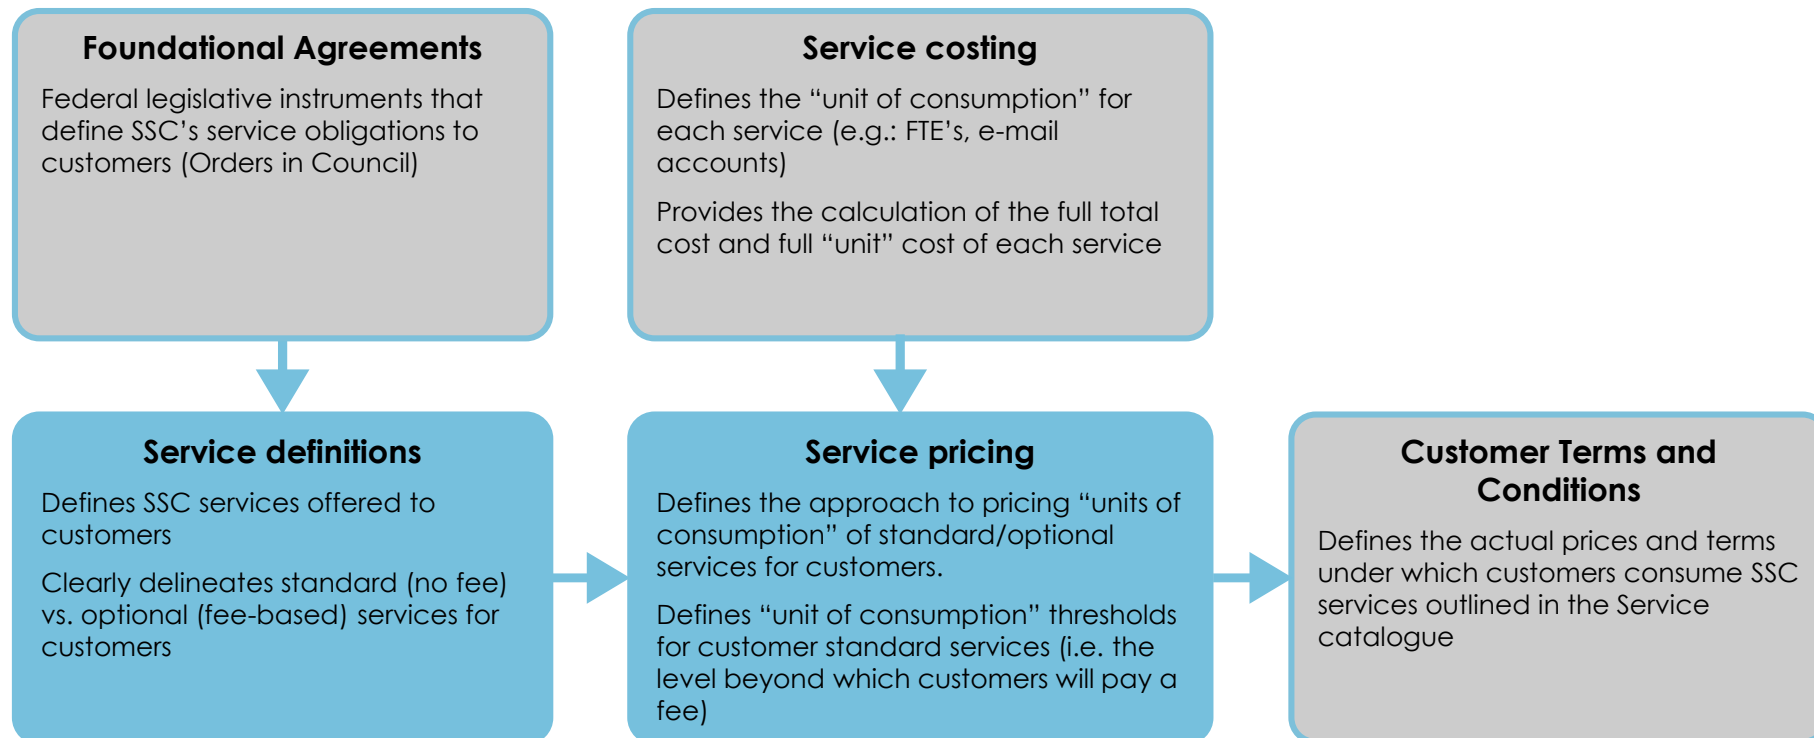 Foundational Agreements
Federal legislative instruments that
define SSC’s service obligations to
customers (Orders in Council)
Service costing
Defines the “unit of consumption” for
each service (e.g.: FTE’s, e-mail
accounts)
Provides the calculation of the full total
cost and full “unit” cost of each service
Service definitions
Defines SSC services offered to
customers
Clearly delineates standard (no fee)
vs. optional (fee-based) services for
customers
Service pricing
Defines the approach to pricing “units of
consumption” of standard/optional
services for customers.
Defines “unit of consumption” thresholds
for customer standard services (i.e. the
level beyond which customers will pay a
fee)
Customer Terms and
Conditions
Defines the actual prices and terms
under which customers consume SSC
services outlined in the Service
catalogue